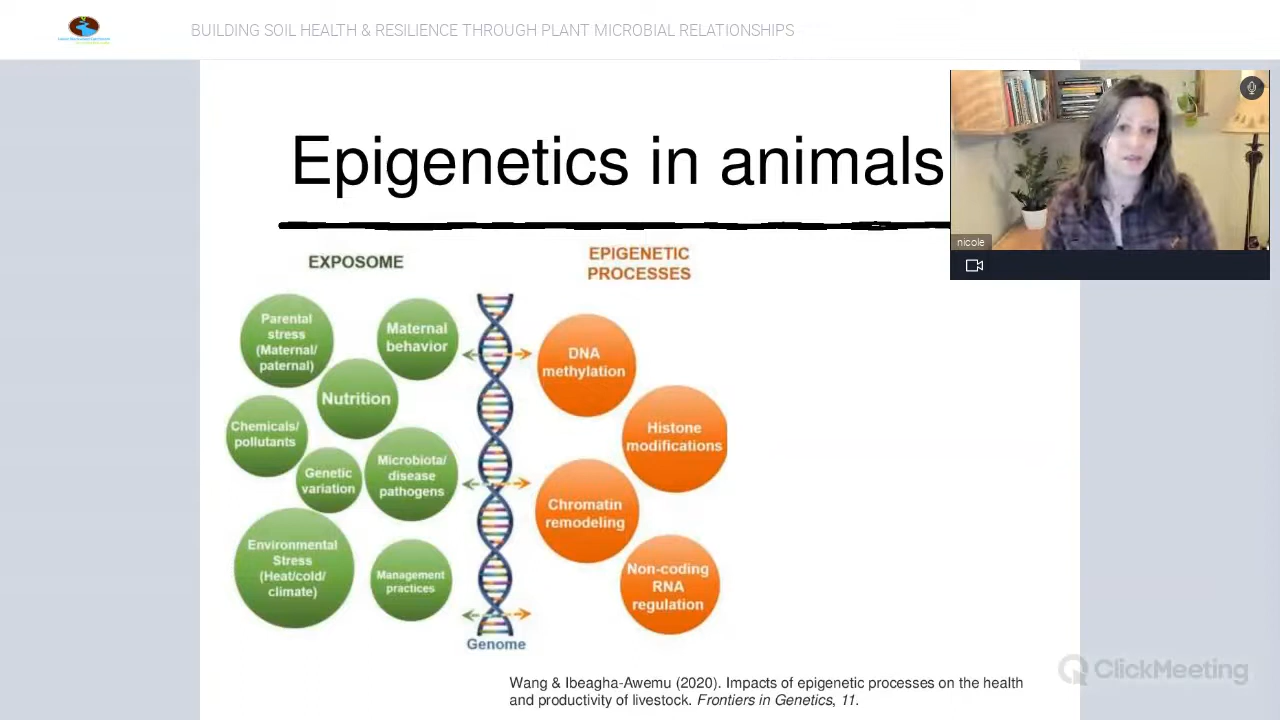 BUILDING SOIL HEALTH & RESILIENCE THROUGH PLANT MICROBIAL RELATIONSHIPS
Epigenetics in animals
nicole
EXPOSOME
EPIGENETIC
PROCESSES
Parental
stress
(Maternal/
paternal)
Maternal
behavior
Nutrition
Chemicals/
pollutants
Genetic
variation
Microbiota/
disease
pathogens
Environmental
Stress
(Heat/cold/
climate)
Management
practices
DNA
methylation
Histone
modifications
Chromatin
remodeling
Non-coding
RNA
regulation
Genome
Wang & Ibeagha-Awemu (2020). Impacts of epigenetic processes on the health
and productivity of livestock. Frontiers in Genetics, 11.
ClickMeeting